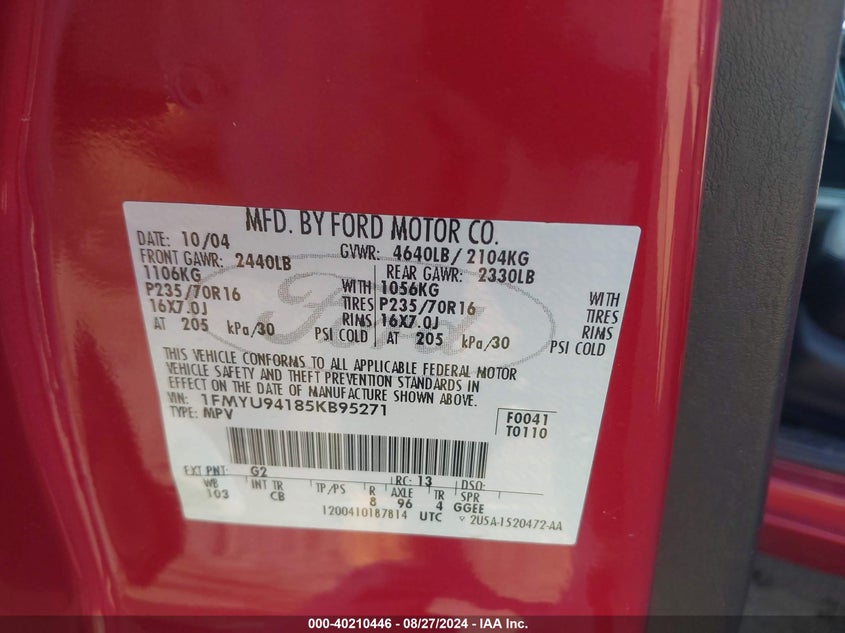 MFD. BY FORD MOTOR CO.
DATE: 10/04 GVWR: 4640LB/ 2104KG
FRONT GAWR: 2440LB REAR GAWR: 2330LB
1106KG WITH 1056KG WITH
P235/70R16 TIRES P235/70R16 TIRES
16X7.0J RIMS 16X7.0J RIMS
AT 205 kPa/30 PSI COLD AT 205 kPa/30 PSI COLD
Ford
THIS VEHICLE CONFORMS TO ALL APPLICABLE FEDERAL MOTOR
VEHICLE SAFETY AND THEFT PREVENTION STANDARDS IN
EFFECT ON THE DATE OF MANUFACTURE SHOWN ABOVE.
VIN: 1FMYU94185KB95271
TYPE: MPV
F0041
T0110
EXT PNT: G2 RC: 13 DSO:
WB INT TR TP/PS R AXLE TR SPR
103 CB 8 96 4 GGEE
1200410187814 UTC ▽ 2U5A-1520472-AA
000-40210446 - 08/27/2024 - IAA Inc.